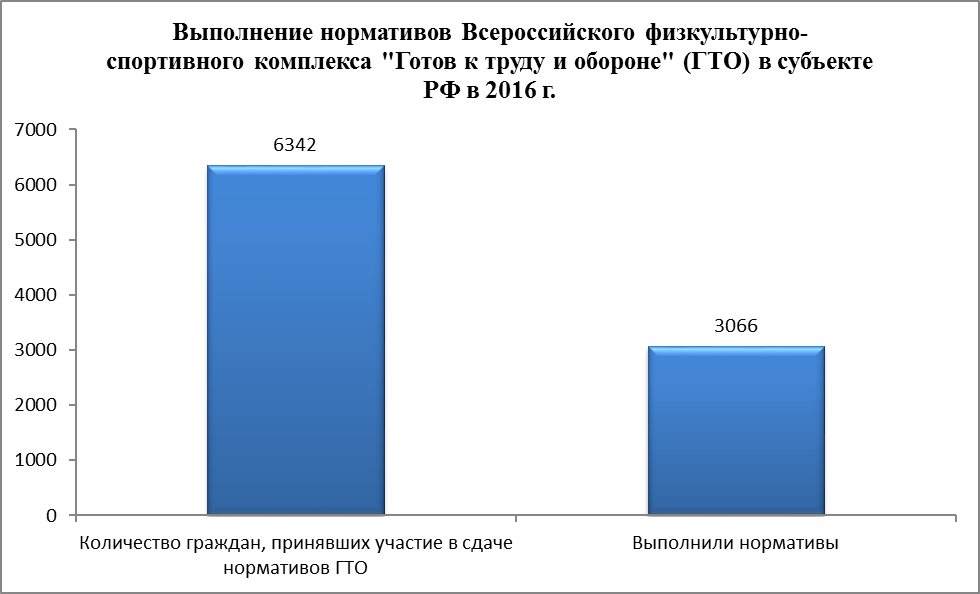 Выполнение нормативов Всероссийского физкультурно-
спортивного комплекса "Готов к труду и обороне" (ГТО) в субъекте
РФ в 2016 г.
7000
6000
5000
4000
3000
2000
1000
0
6342
3066
Количество граждан, принявших участие в сдаче
нормативов ГТО
Выполнили нормативы